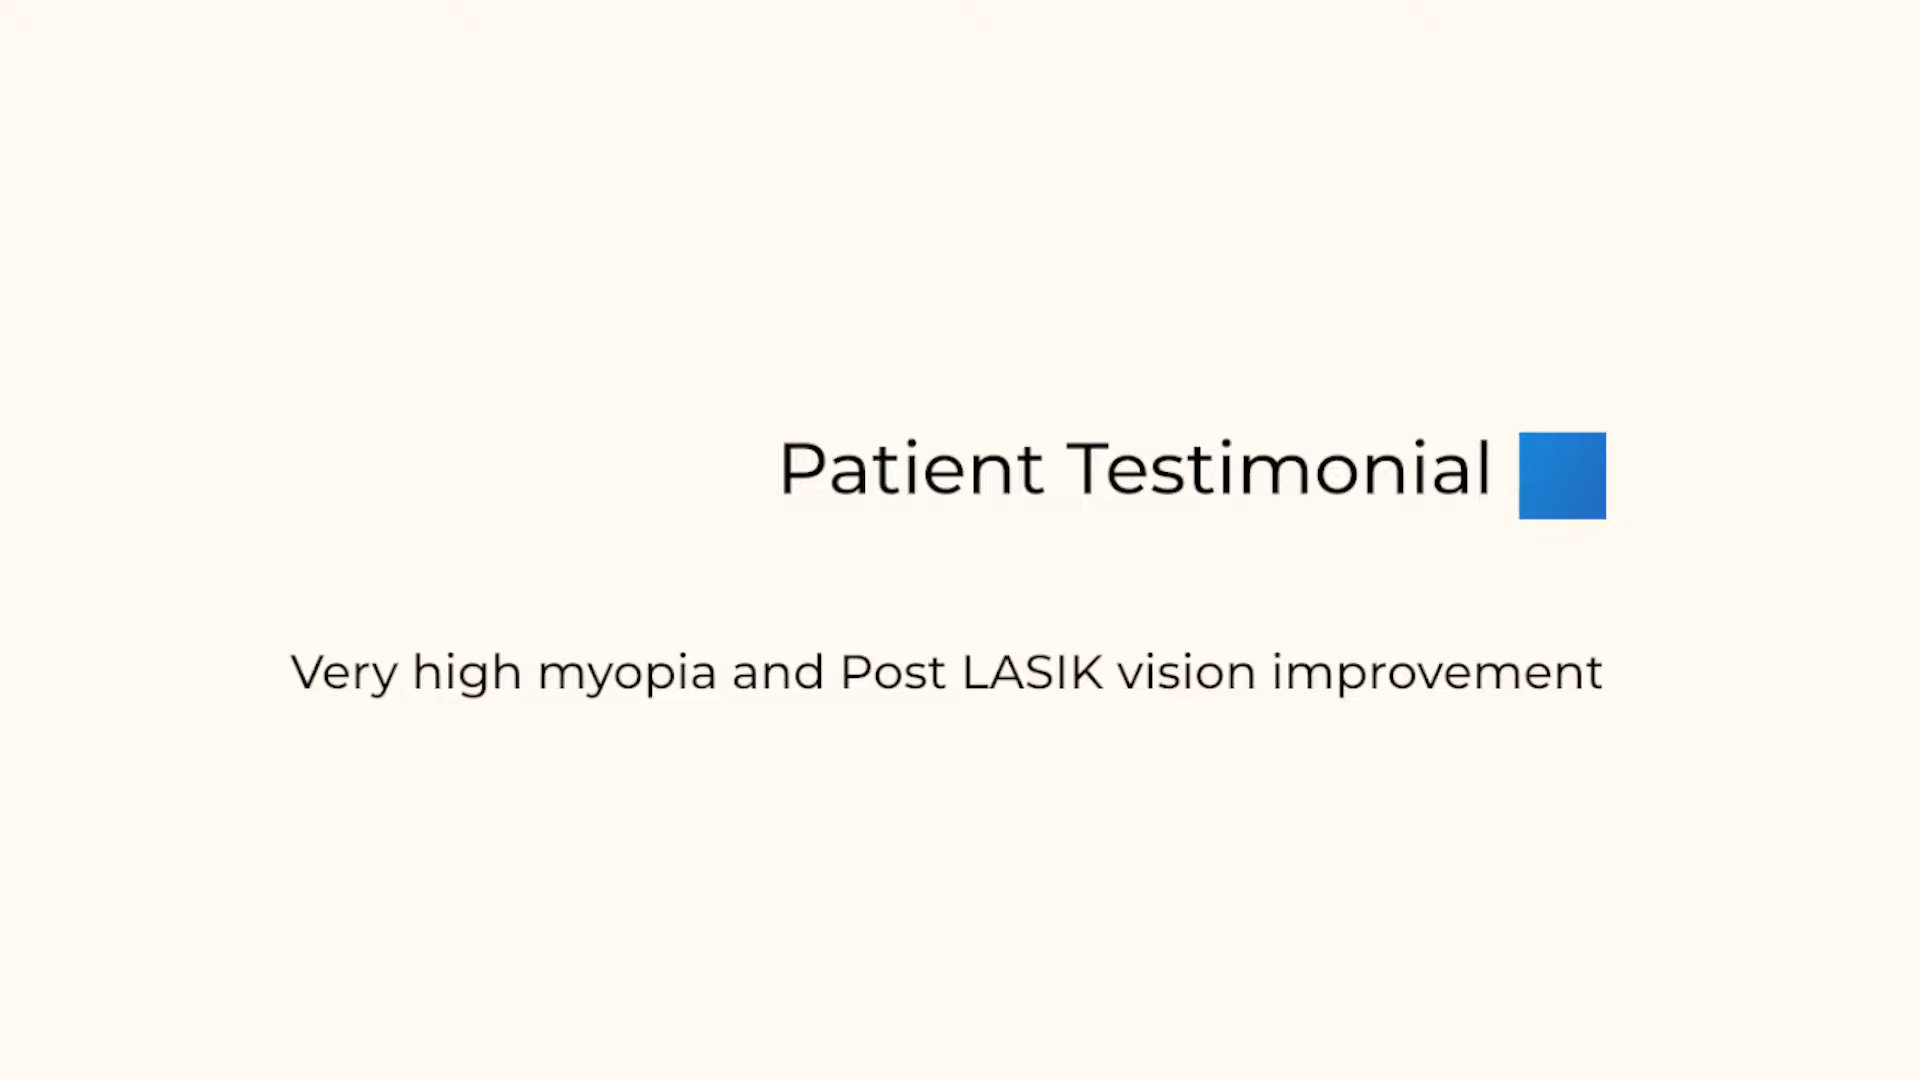 Patient Testimonial
Very high myopia and Post LASIK vision improvement